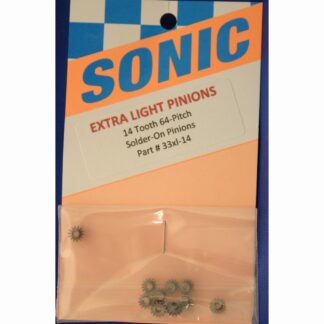 SONIC
EXTRA LIGHT PINIONS
14 Tooth 64-Pitch
Solder-On Pinions
Part # 33xl-14